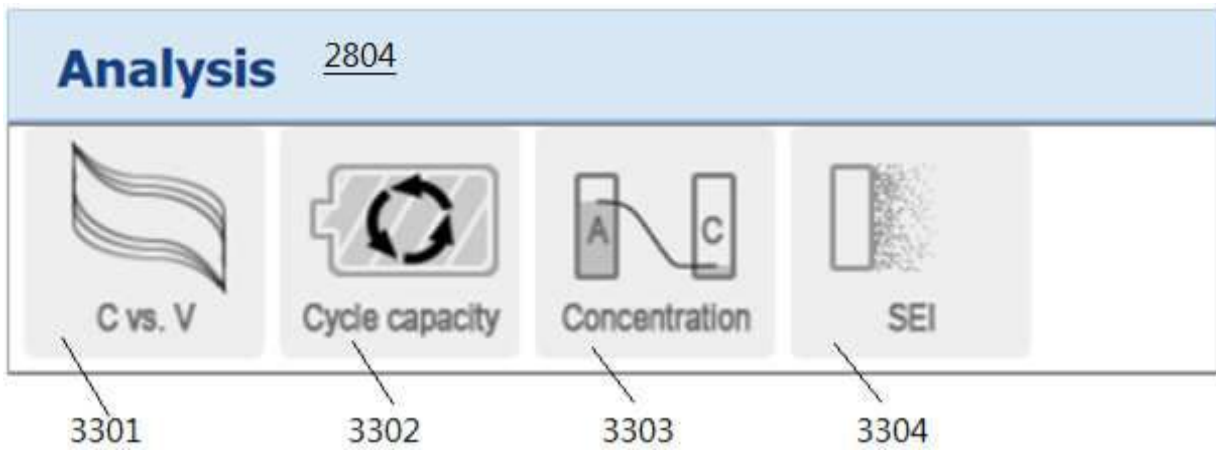 Analysis 2804
A C
C vs. V Cycle capacity Concentration SEI
3301 3302 3303 3304